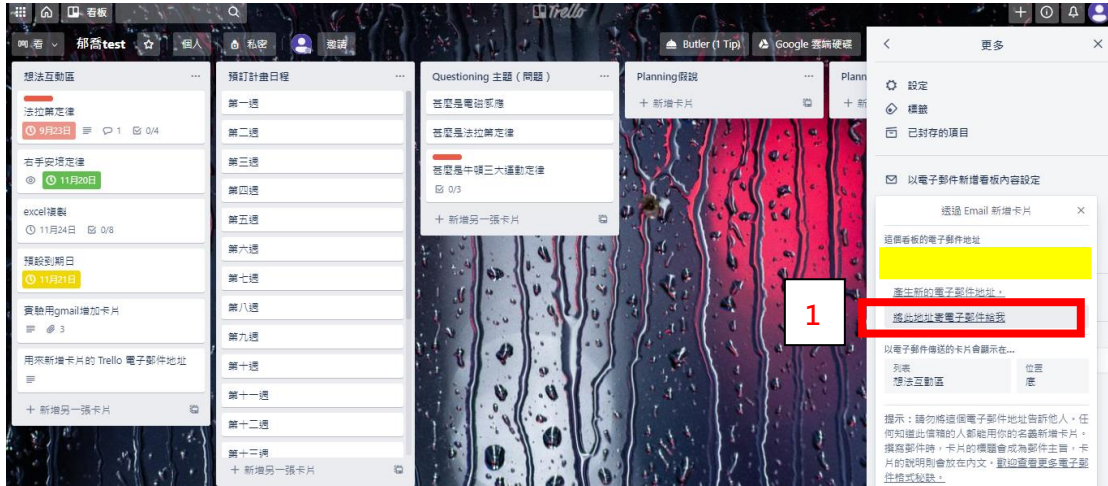 看板
Trello
看
郁喬test
個人
私密
邀請
Butler (1 Tip)
Google 雲端硬碟
想法互動區
法拉第定律
9月23日
1
0/4
右手安培定律
11月20日
excel複製
11月24日
0/8
預設到期日
11月21日
實驗用gmail增加卡片
3
用來新增卡片的 Trello 電子郵件地址
+ 新增另一張卡片
預訂計畫日程
第一週
第二週
第三週
第四週
第五週
第六週
第七週
第八週
第九週
第十週
第十一週
第十二週
第十三週
+ 新增另一張卡片
Questioning 主題 ( 問題 )
甚麼是電磁感應
甚麼是法拉第定律
甚麼是牛頓三大運動定律
0/3
+ 新增另一張卡片
Planning假說
+ 新增卡片
Plann
+ 新
更多
設定
標籤
已封存的項目
以電子郵件新增看板內容設定
透過 Email 新增卡片
這個看板的電子郵件地址
產生新的電子郵件地址。
1
將此地址寄電子郵件給我
以電子郵件傳送的卡片會顯示在...
列表
想法互動區
位置
底
提示：請勿將這個電子郵件地址告訴他人。任
何知道此信箱的人都能用你的名義新增卡片。
撰寫郵件時，卡片的標題會成為郵件主旨，卡
片的說明則會放在內文。歡迎查看更多電子郵
件格式秘訣。